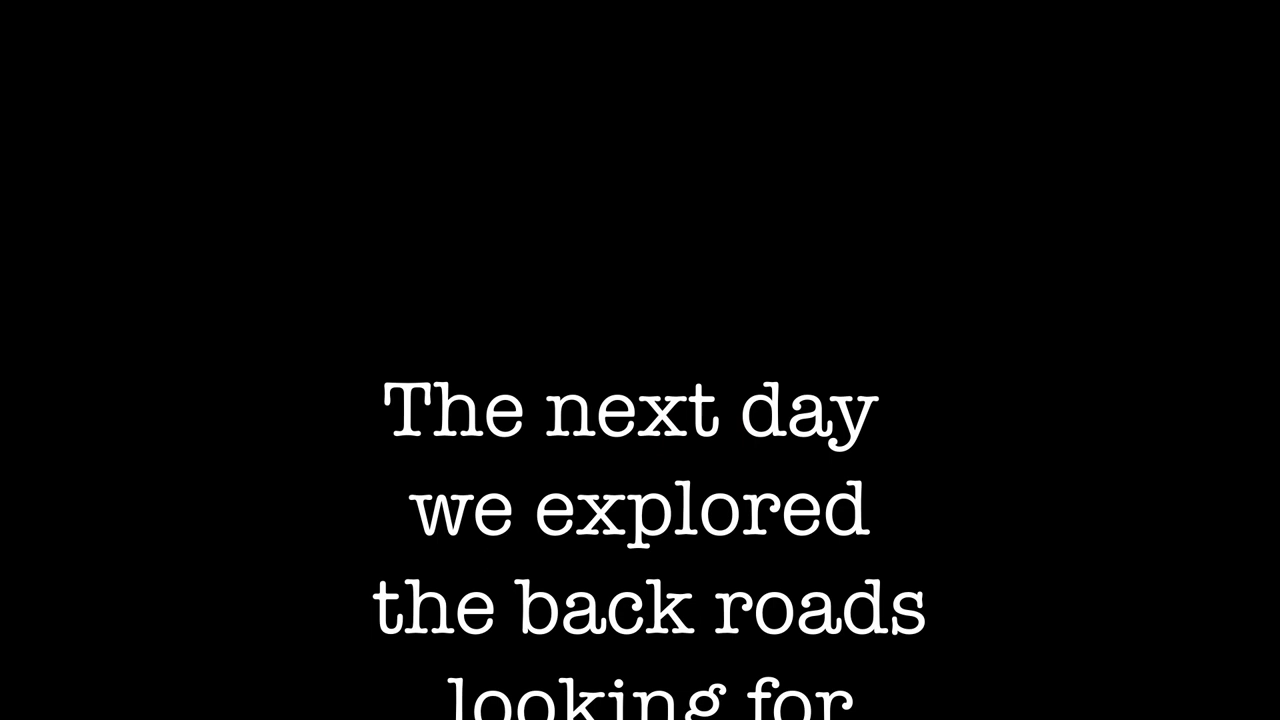 The next day
we explored
the back roads
looking for